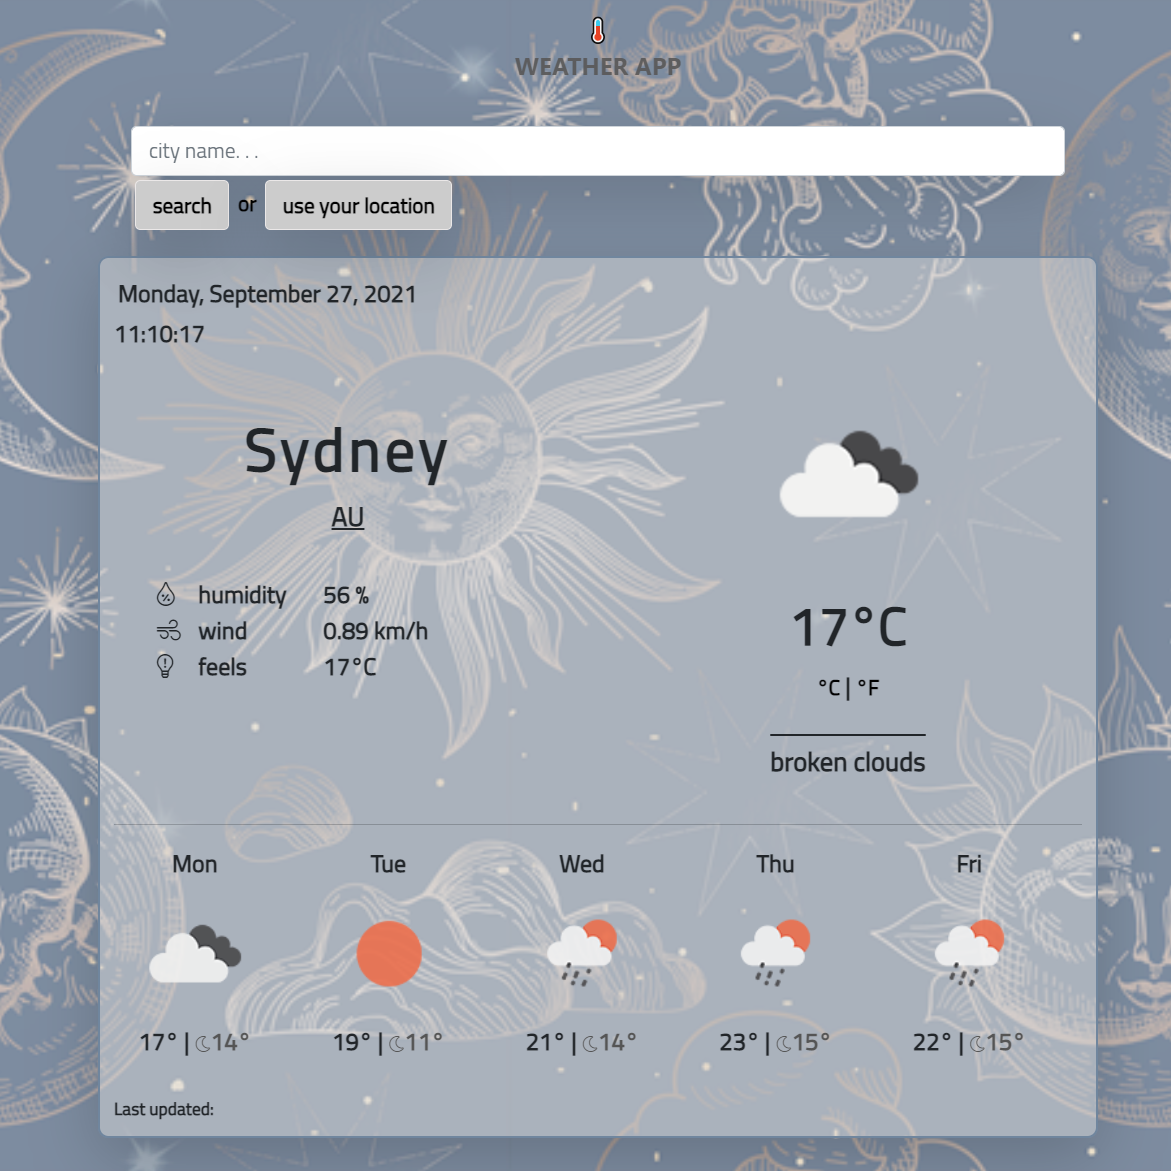 WEATHER APP
city name. . .
search or use your location
Monday, September 27, 2021
11:10:17
Sydney
AU
humidity 56 %
wind 0.89 km/h
feels 17°C
17°C
°C | °F
broken clouds
Mon Tue Wed Thu Fri
17° | 14° 19° | 11° 21° | 14° 23° | 15° 22° | 15°
Last updated: